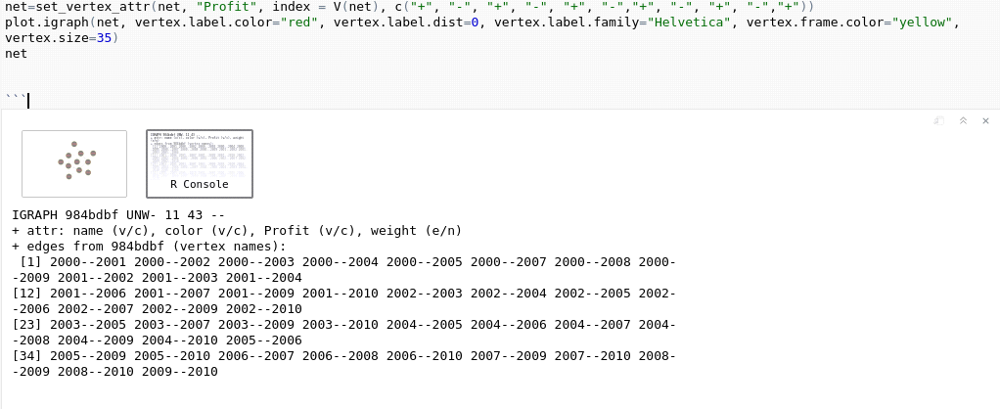 net=set_vertex_attr(net, "Profit", index = V(net), c("+", "-", "+", "-", "+", "-","+", "-", "+", "-","+"))
plot.igraph(net, vertex.label.color="red", vertex.label.dist=0, vertex.label.family="Helvetica", vertex.frame.color="yellow",
vertex.size=35)
net
```
R Console
IGRAPH 984bdbf UNW- 11 43 --
+ attr: name (v/c), color (v/c), Profit (v/c), weight (e/n)
+ edges from 984bdbf (vertex names):
[1] 2000--2001 2000--2002 2000--2003 2000--2004 2000--2005 2000--2007 2000--2008 2000-
-2009 2001--2002 2001--2003 2001--2004
[12] 2001--2006 2001--2007 2001--2009 2001--2010 2002--2003 2002--2004 2002--2005 2002-
-2006 2002--2007 2002--2009 2002--2010
[23] 2003--2005 2003--2007 2003--2009 2003--2010 2004--2005 2004--2006 2004--2007 2004-
-2008 2004--2009 2004--2010 2005--2006
[34] 2005--2009 2005--2010 2006--2007 2006--2008 2006--2010 2007--2009 2007--2010 2008-
-2009 2008--2010 2009--2010